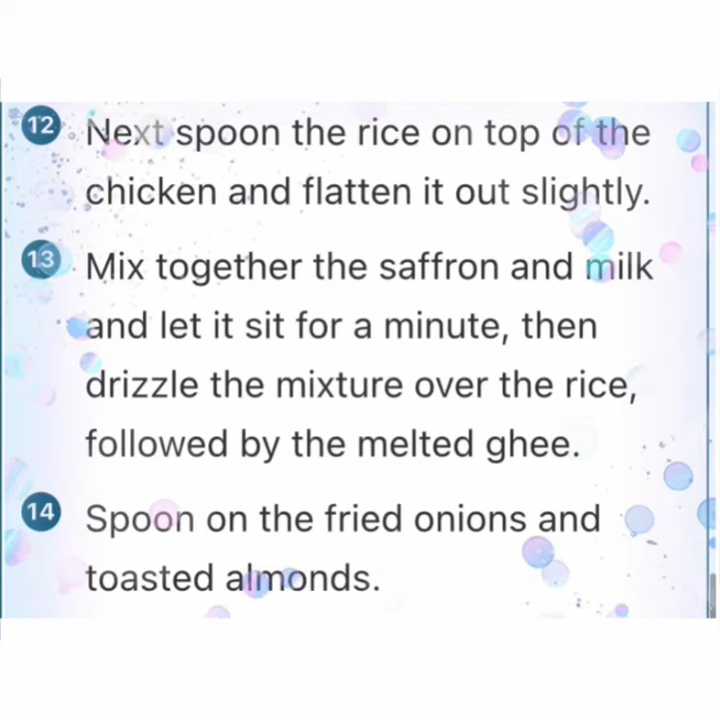 12 Next spoon the rice on top of the
chicken and flatten it out slightly.
13 Mix together the saffron and milk
and let it sit for a minute, then
drizzle the mixture over the rice,
followed by the melted ghee.
14 Spoon on the fried onions and
toasted almonds.